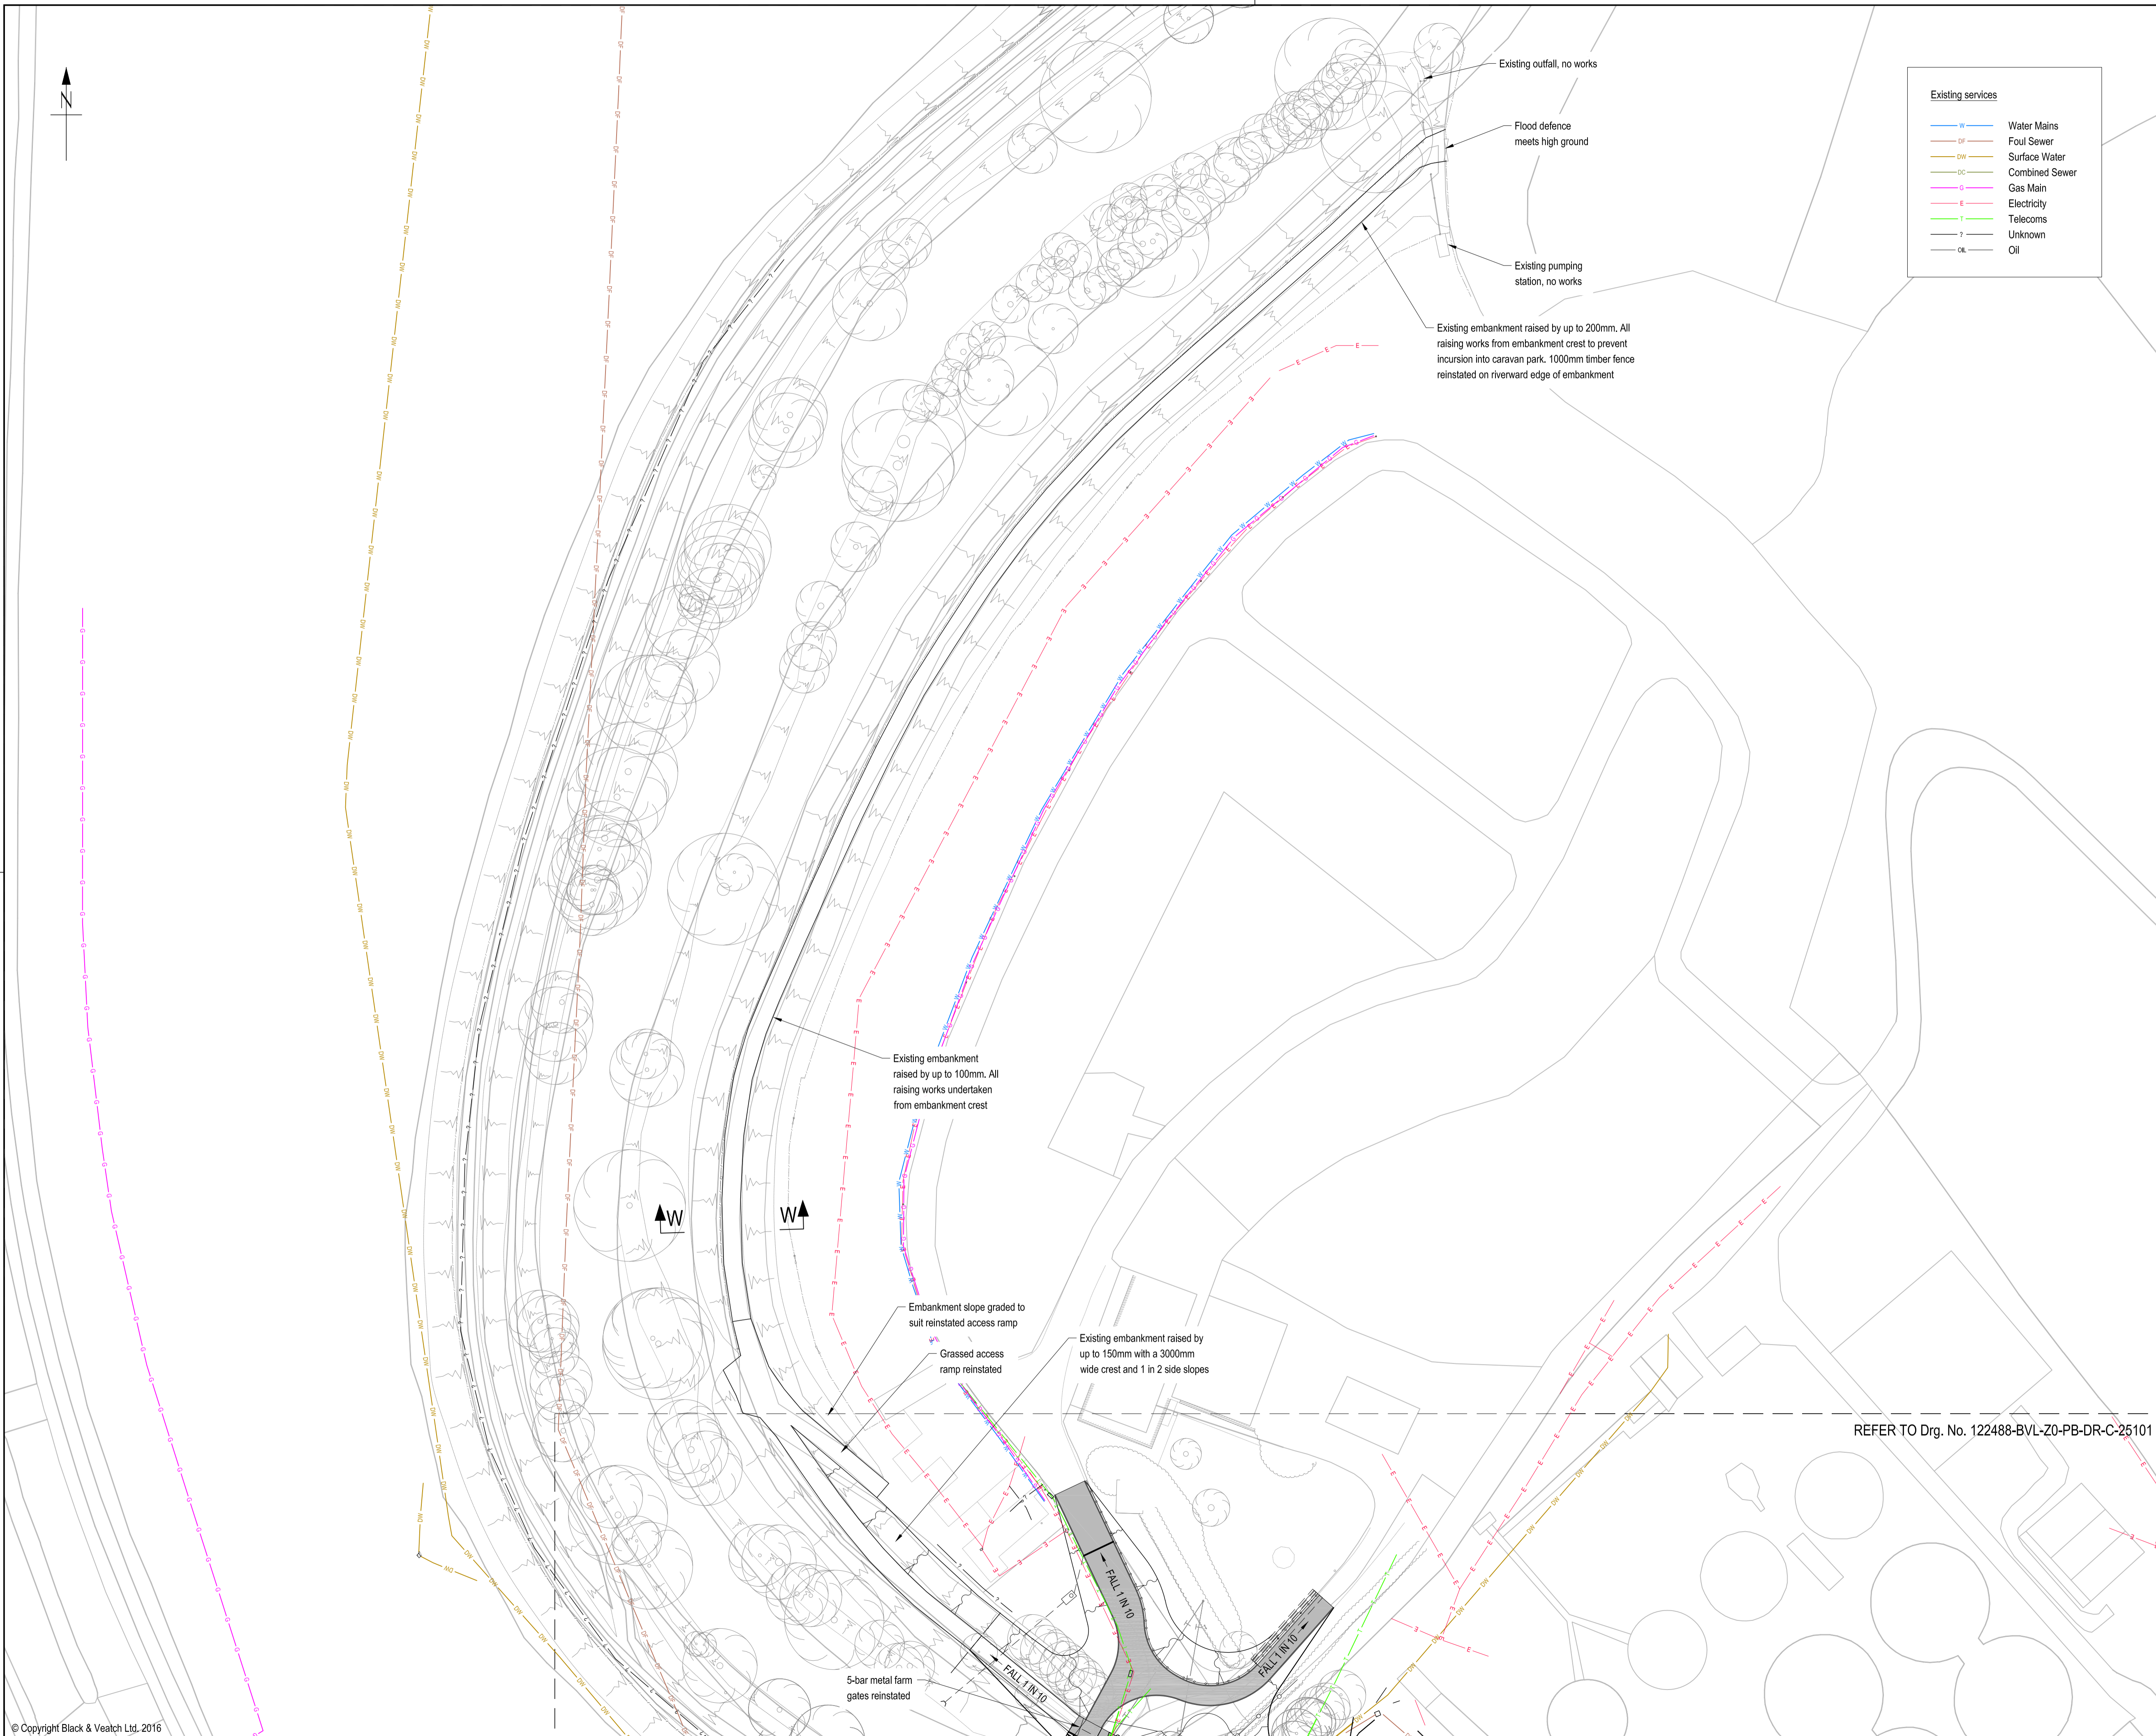 N
Existing outfall, no works
Flood defence
meets high ground
Existing pumping
station, no works
Existing embankment raised by up to 200mm. All
raising works from embankment crest to prevent
incursion into caravan park. 1000mm timber fence
reinstated on riverward edge of embankment
Existing services
W Water Mains
DF Foul Sewer
DW Surface Water
DC Combined Sewer
G Gas Main
E Electricity
T Telecoms
? Unknown
OIL Oil
Existing embankment
raised by up to 100mm. All
raising works undertaken
from embankment crest
W W
Embankment slope graded to
suit reinstated access ramp
Grassed access
ramp reinstated
Existing embankment raised by
up to 150mm with a 3000mm
wide crest and 1 in 2 side slopes
REFER TO Drg. No. 122488-BVL-Z0-PB-DR-C-25101
FALL 1 IN 10
FALL 1 IN 10
FALL 1 IN 10
5-bar metal farm
gates reinstated
© Copyright Black & Veatch Ltd. 2016